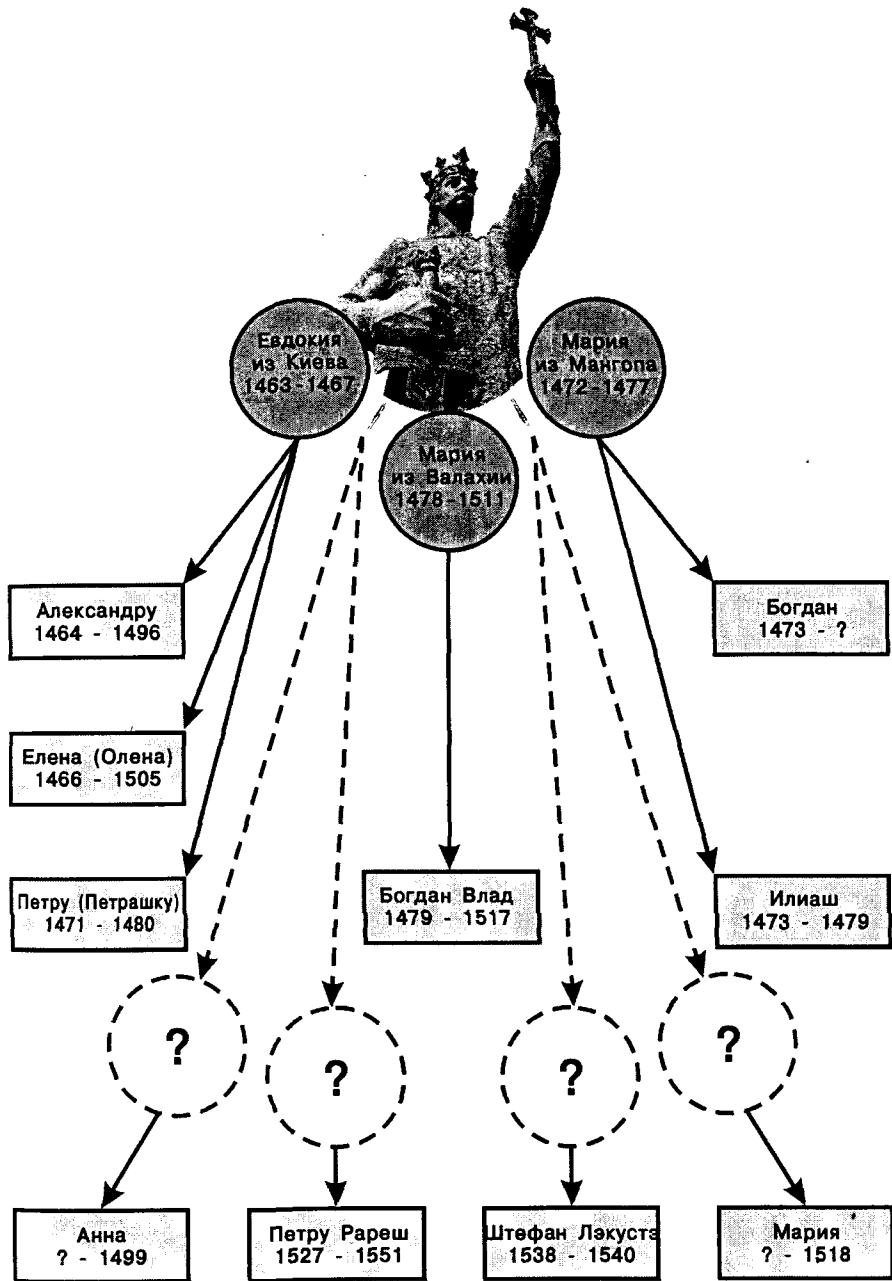 Евдокия
из Киева
1463-1467
Мария
из Мангопа
1472-1477
Мария
из Валахии
1478-1511
Александру
1464 - 1496
Богдан
1473 - ?
Елена (Олена)
1466 - 1505
Петру (Петрашку)
1471 - 1480
Богдан Влад
1479 - 1517
Илиаш
1473 - 1479
?
?
?
?
Анна
? - 1499
Петру Рареш
1527 - 1551
Штефан Лэкустэ
1538 - 1540
Мария
? - 1518